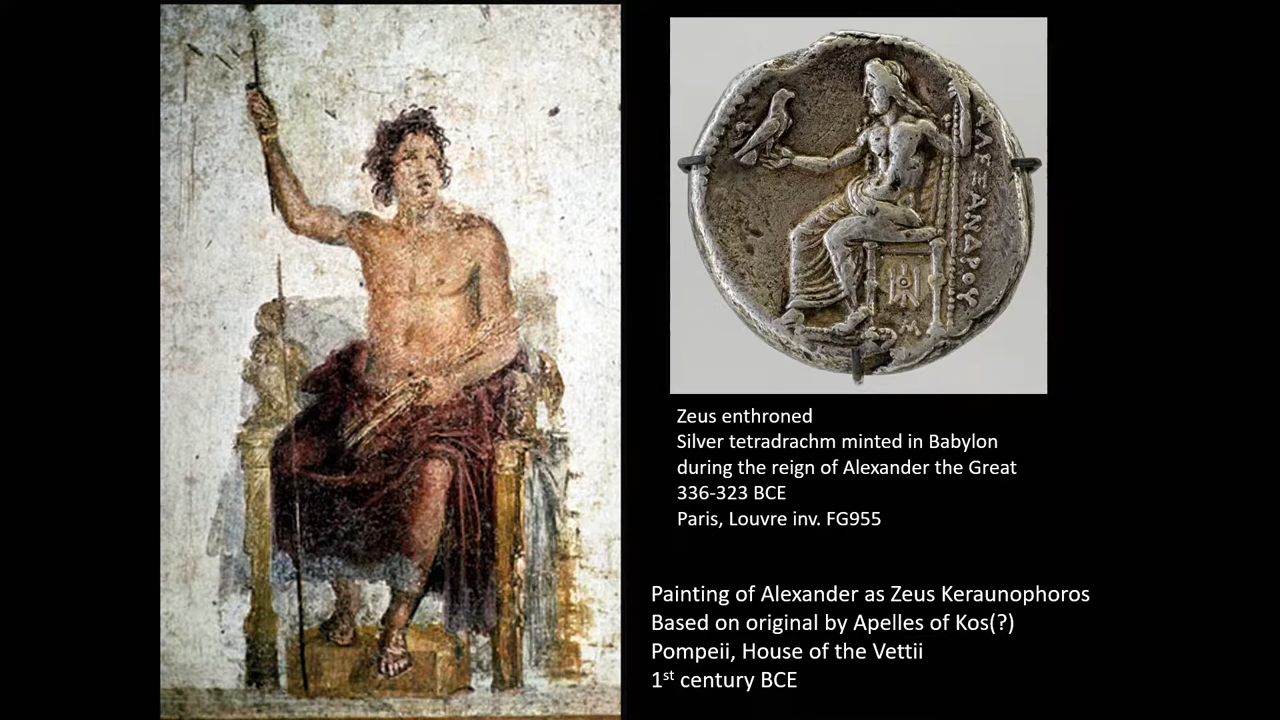 ΑΛΕΞΑΝΔΡΟΥ
Μ
Zeus enthroned
Silver tetradrachm minted in Babylon
during the reign of Alexander the Great
336-323 BCE
Paris, Louvre inv. FG955
Painting of Alexander as Zeus Keraunophoros
Based on original by Apelles of Kos(?)
Pompeii, House of the Vettii
1st century BCE